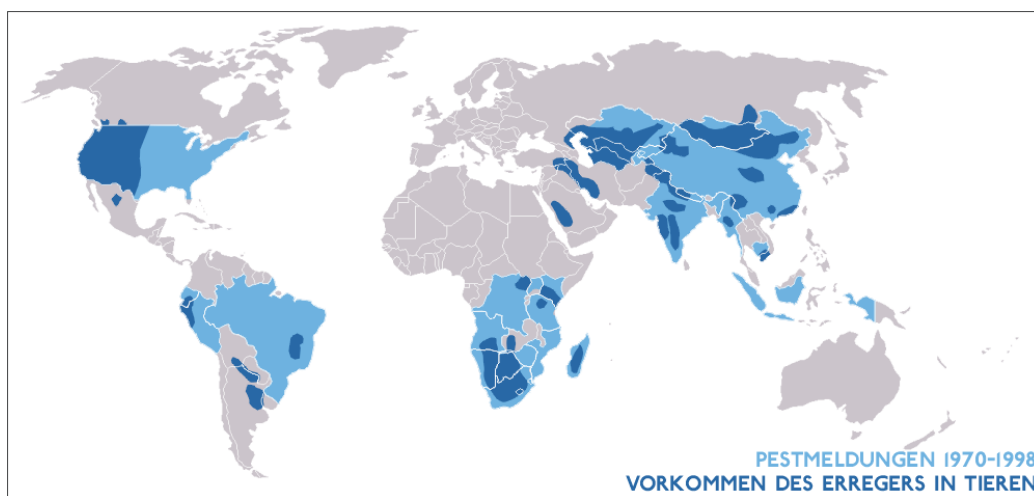 PESTMELDUNGEN 1970-1998
VORKOMMEN DES ERREGERS IN TIEREN